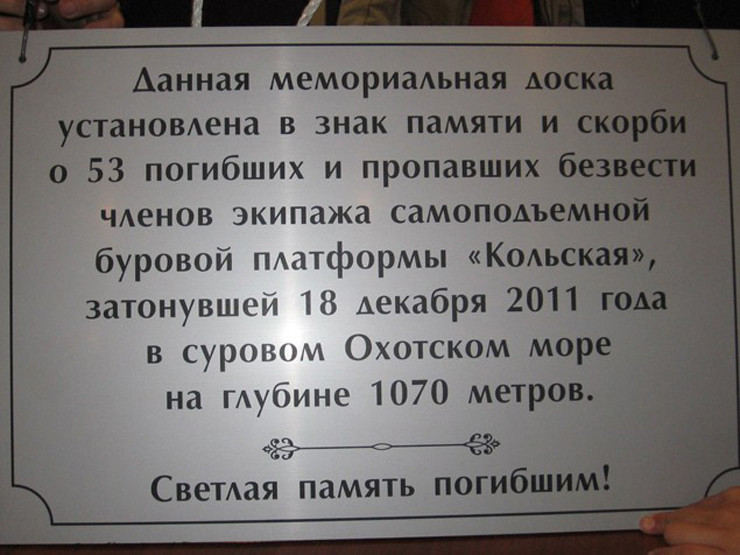 Данная мемориальная доска
установлена в знак памяти и скорби
о 53 погибших и пропавших безвести
членов экипажа самоподъемной
буровой платформы «Кольская»,
затонувшей 18 декабря 2011 года
в суровом Охотском море
на глубине 1070 метров.
Светлая память погибшим!